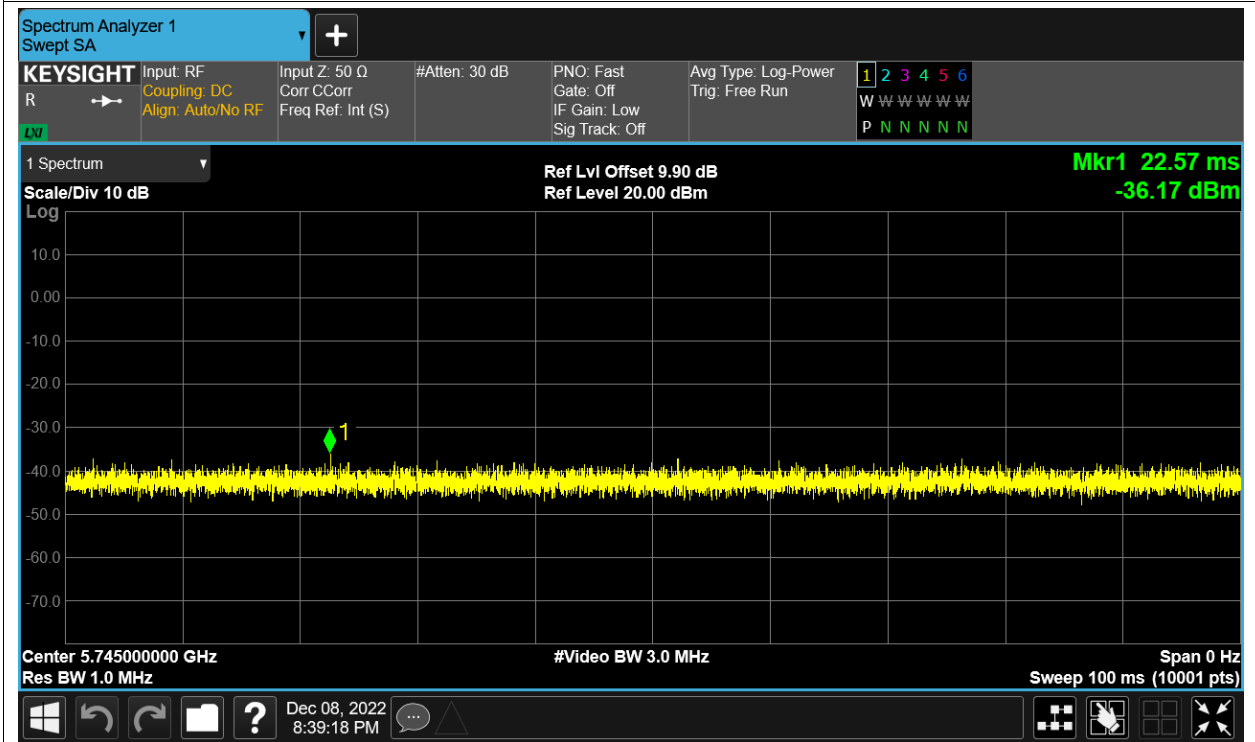 Spectrum Analyzer 1
Swept SA
+
KEYSIGHT
R
LXI
Input: RF
Coupling: DC
Align: Auto/No RF
Input Z: 50 Ω
Corr CCorr
Freq Ref: Int (S)
#Atten: 30 dB
PNO: Fast
Gate: Off
IF Gain: Low
Sig Track: Off
Avg Type: Log-Power
Trig: Free Run
1 2 3 4 5 6
W W W W W W
P N N N N N
1 Spectrum
Scale/Div 10 dB
Log
Ref Lvl Offset 9.90 dB
Ref Level 20.00 dBm
Mkr1 22.57 ms
-36.17 dBm
10.0
0.00
-10.0
-20.0
-30.0
1
-40.0
-50.0
-60.0
-70.0
Center 5.745000000 GHz
Res BW 1.0 MHz
#Video BW 3.0 MHz
Span 0 Hz
Sweep 100 ms (10001 pts)
?
Dec 08, 2022
8:39:18 PM